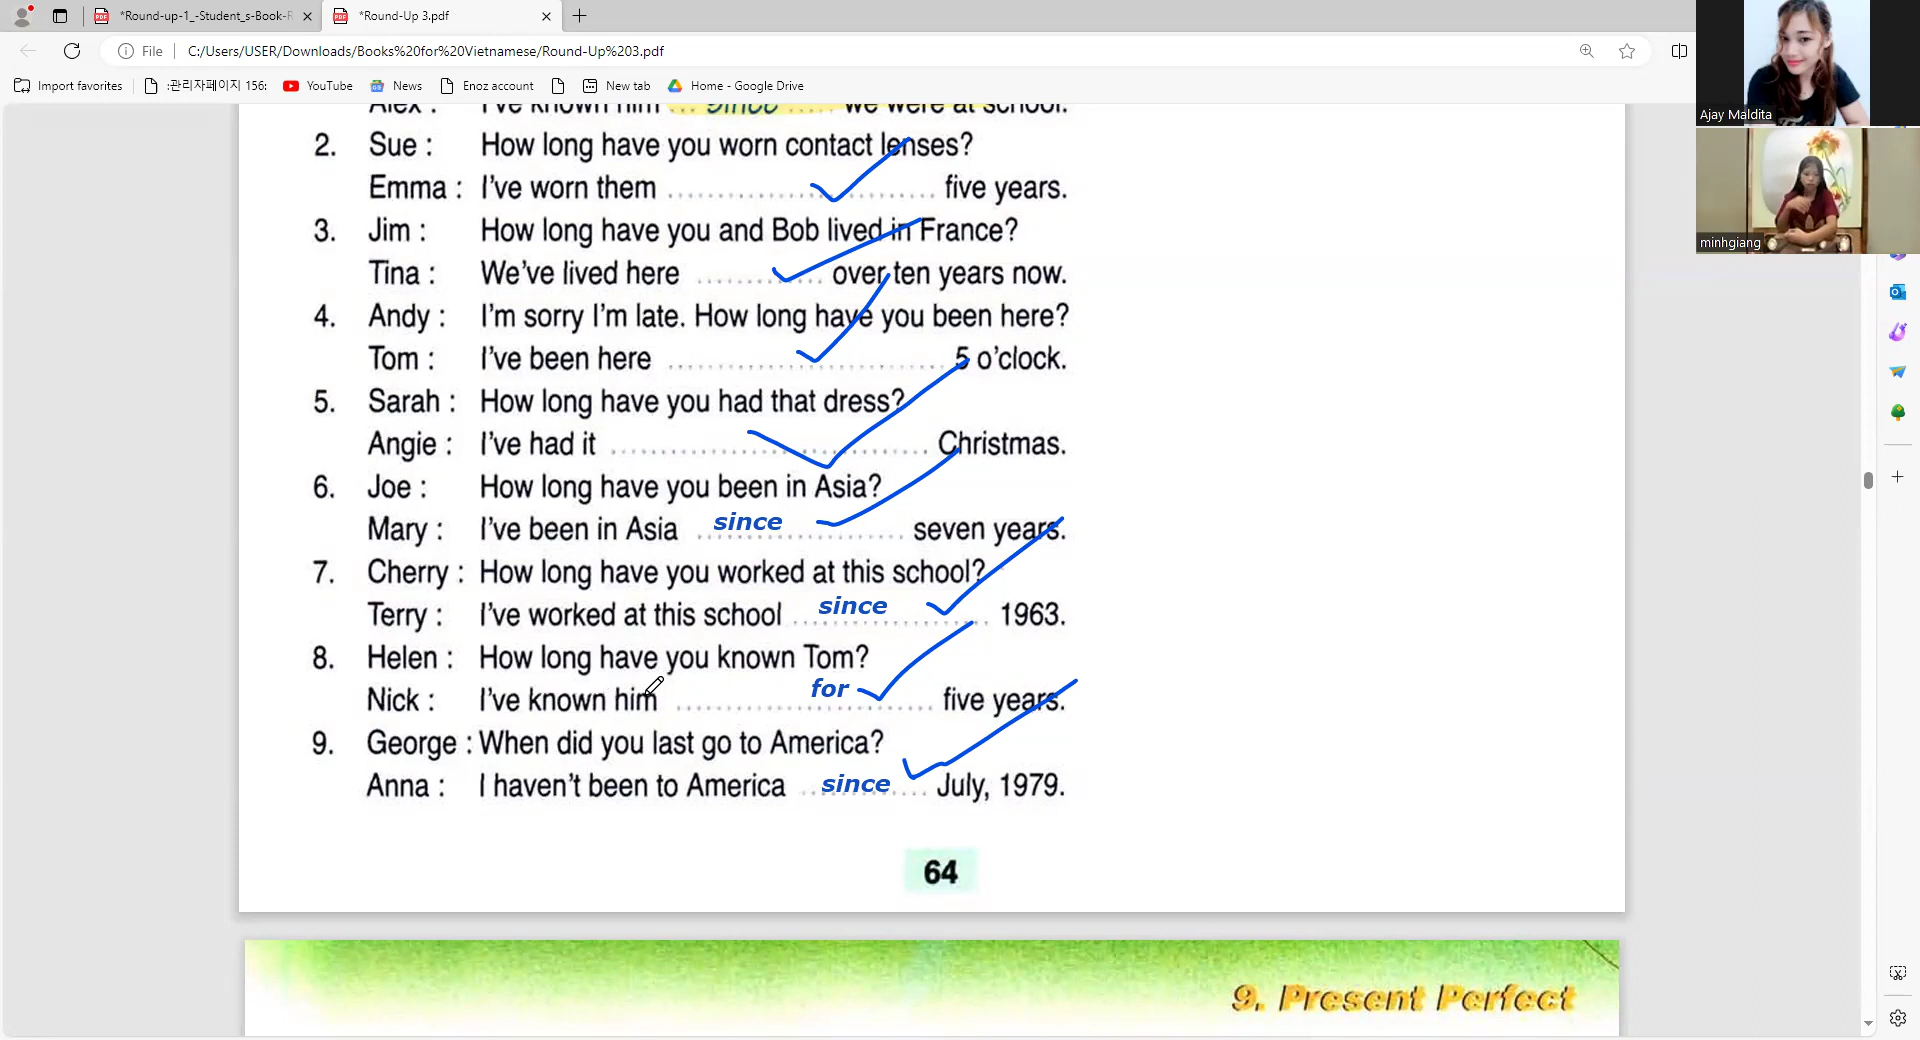 *Round-up-1_-Student_s-Book-R
*Round-Up 3.pdf
File
C:/Users/USER/Downloads/Books%20for%20Vietnamese/Round-Up%203.pdf
Import favorites
:관리자페이지 156:
YouTube
News
Enoz account
New tab
Home - Google Drive
Ajay Maldita
minhgiang
Alex : I've known him ... since ..... we were at school.
2. Sue : How long have you worn contact lenses?
Emma : I've worn them .............................. five years.
3. Jim : How long have you and Bob lived in France?
Tina : We've lived here .............. over ten years now.
4. Andy : I'm sorry I'm late. How long have you been here?
Tom : I've been here .............................. 5 o'clock.
5. Sarah : How long have you had that dress?
Angie : I've had it .................................. Christmas.
6. Joe : How long have you been in Asia?
Mary : I've been in Asia since ...................... seven years.
7. Cherry : How long have you worked at this school?
Terry : I've worked at this school since ..................... 1963.
8. Helen : How long have you known Tom?
Nick : I've known him for ............................ five years.
9. George : When did you last go to America?
Anna : I haven't been to America since .............. July, 1979.
64
9. Present Perfect